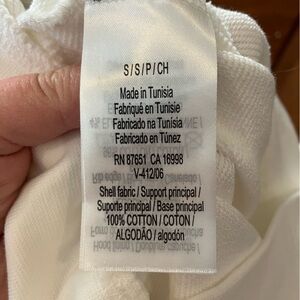 S/S/P/CH
Made in Tunisia
Fabriqué en Tunisie
Fabricado na Tunísia
Fabricado en Túnez
RN 87651 CA 16998
V-412/06
Shell fabric / Support principal /
Suporte principal / Base principal
100% COTTON / COTON /
ALGODÃO / algodón